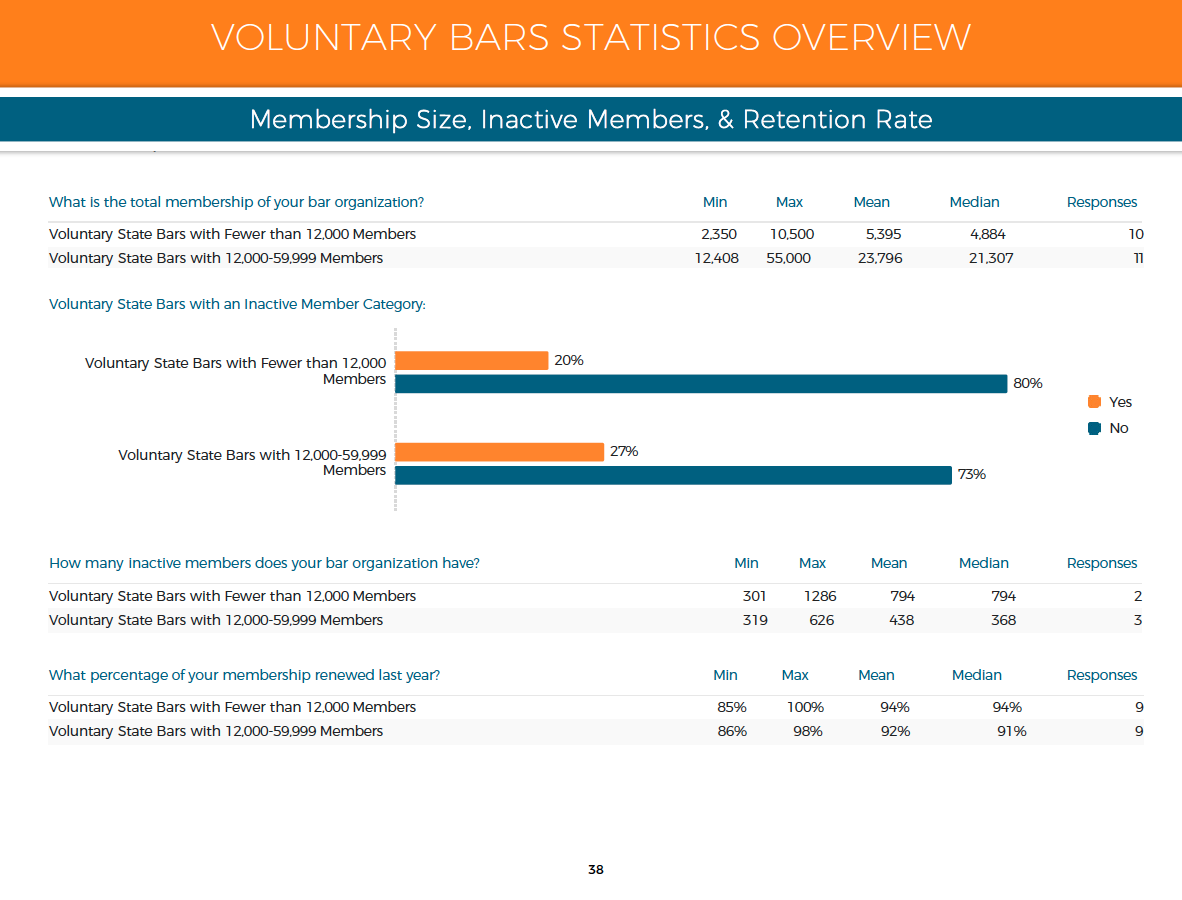 VOLUNTARY BARS STATISTICS OVERVIEW
Membership Size, Inactive Members, & Retention Rate
What is the total membership of your bar organization? Min Max Mean Median Responses
Voluntary State Bars with Fewer than 12,000 Members 2,350 10,500 5,395 4,884 10
Voluntary State Bars with 12,000-59,999 Members 12,408 55,000 23,796 21,307 11
Voluntary State Bars with an Inactive Member Category:
Voluntary State Bars with Fewer than 12,000
Members
20%
80%
Yes
No
Voluntary State Bars with 12,000-59,999
Members
27%
73%
How many inactive members does your bar organization have? Min Max Mean Median Responses
Voluntary State Bars with Fewer than 12,000 Members 301 1286 794 794 2
Voluntary State Bars with 12,000-59,999 Members 319 626 438 368 3
What percentage of your membership renewed last year? Min Max Mean Median Responses
Voluntary State Bars with Fewer than 12,000 Members 85% 100% 94% 94% 9
Voluntary State Bars with 12,000-59,999 Members 86% 98% 92% 91% 9
38